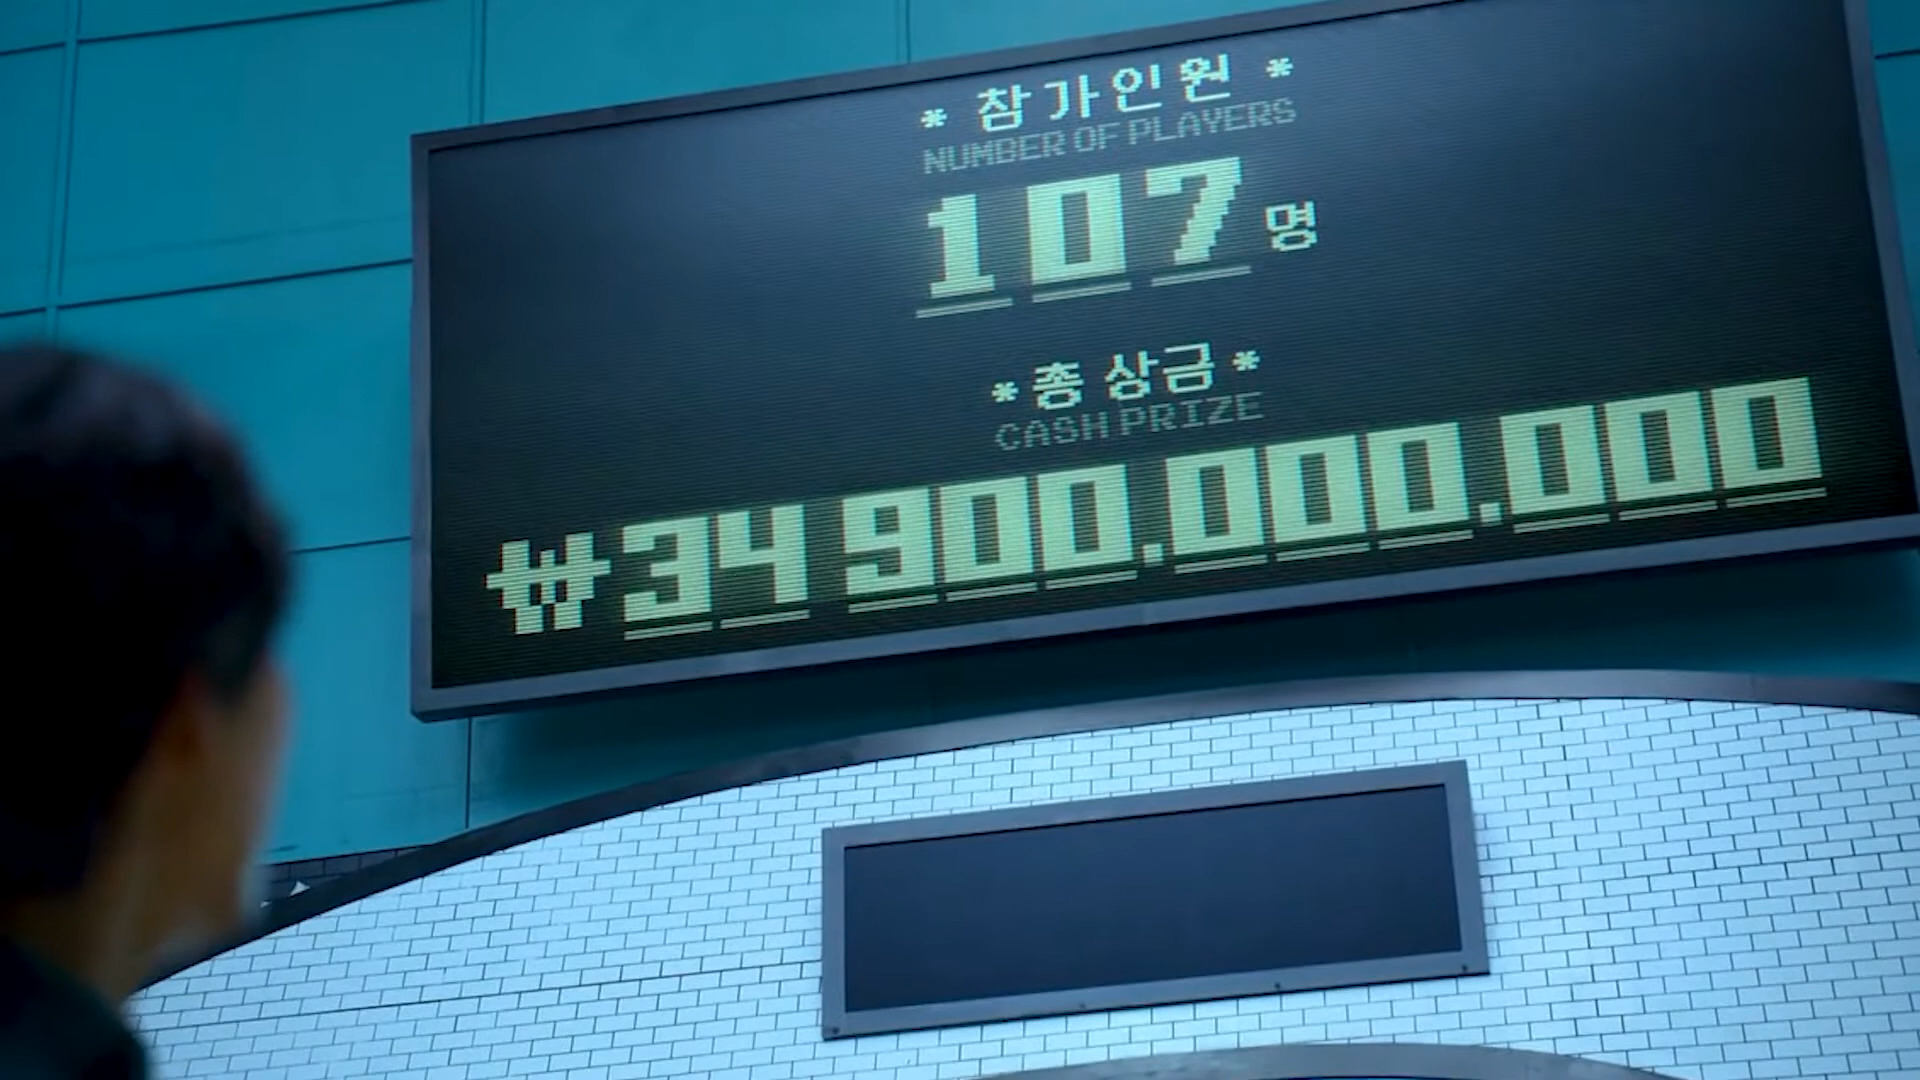 * 참가인원 *
NUMBER OF PLAYERS
107 명
* 총 상금 *
CASH PRIZE
₩34 900.000.000